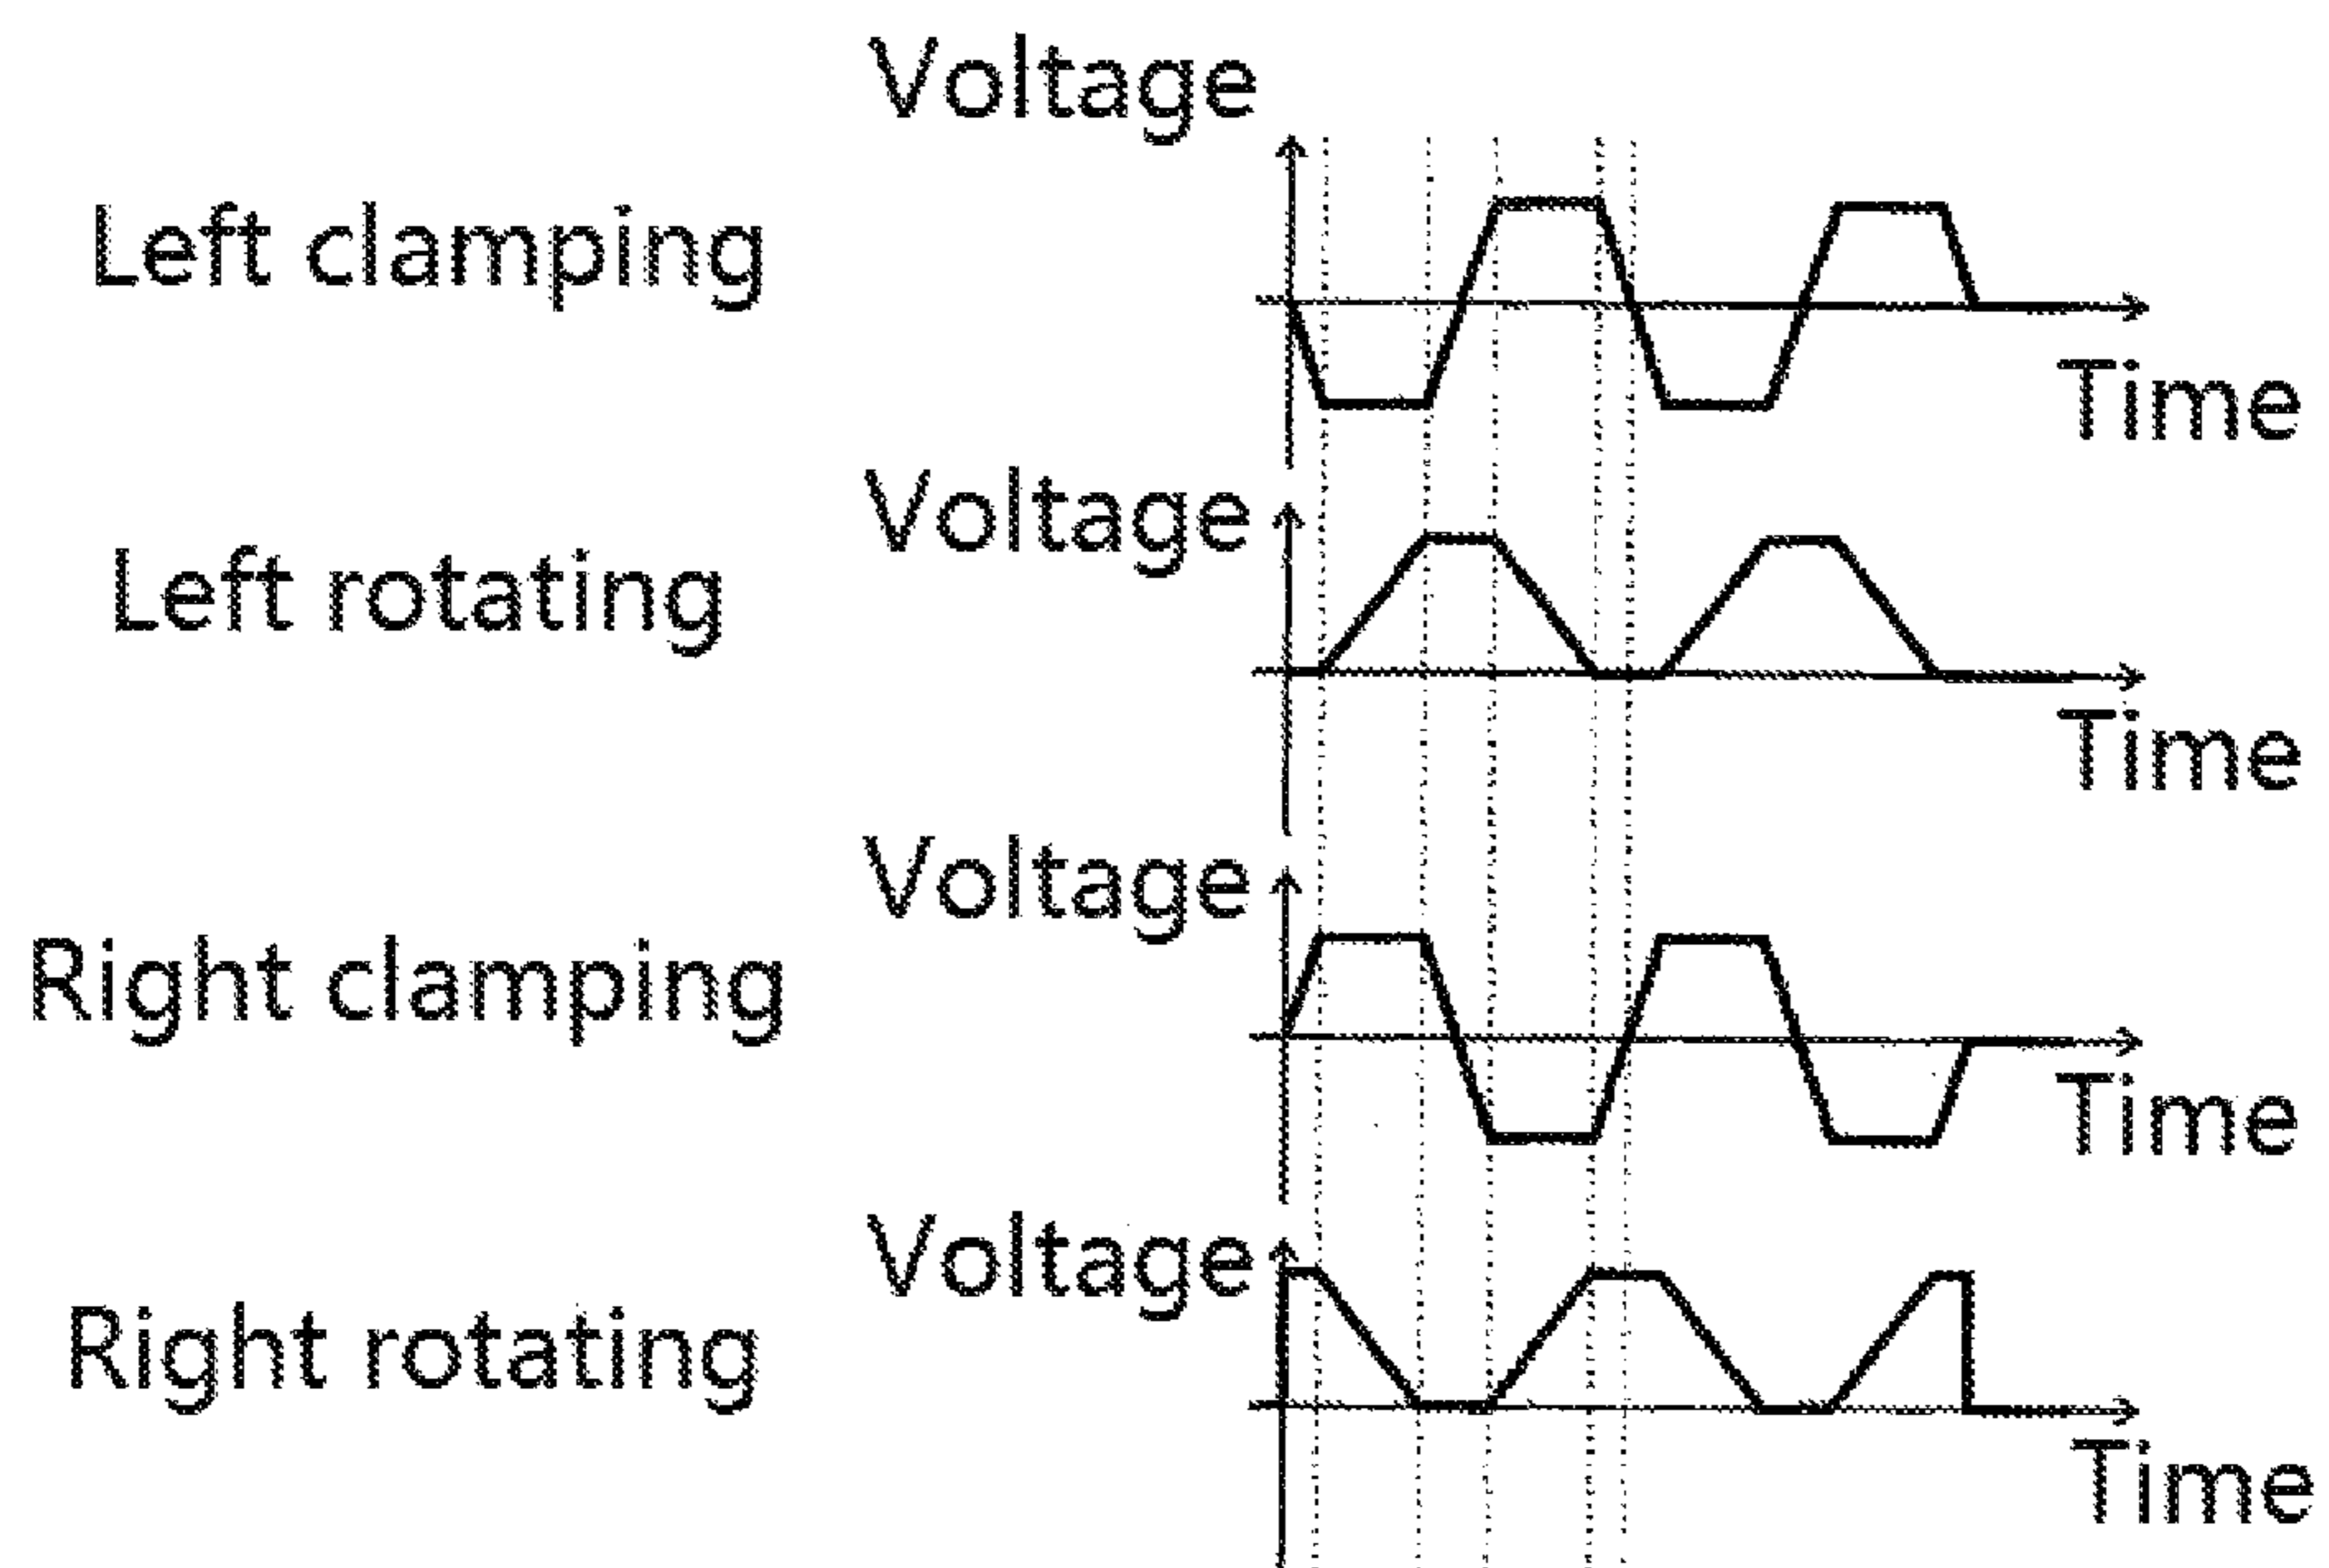 Voltage
Left clamping
Time
Voltage
Left rotating
Time
Voltage
Right clamping
Time
Voltage
Right rotating
Time